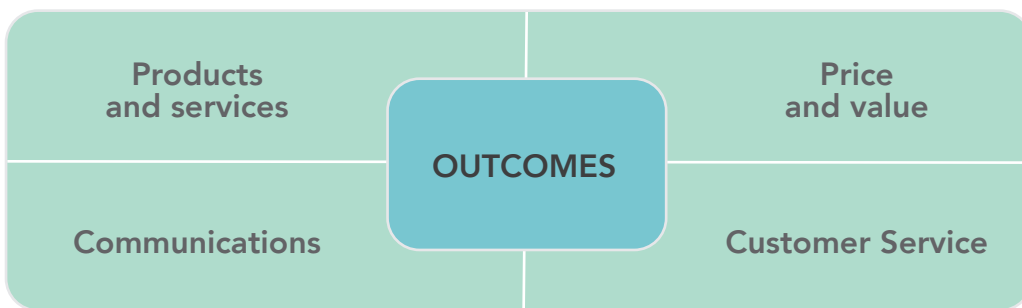 Products
and services
Price
and value
OUTCOMES
Communications
Customer Service